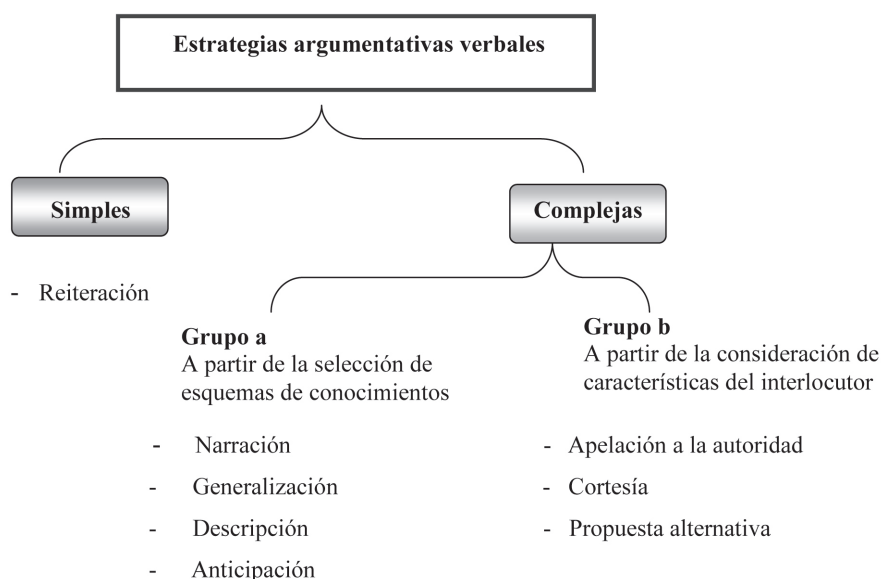 Estrategias argumentativas verbales
Simples
Complejas
- Reiteración
Grupo a
A partir de la selección de
esquemas de conocimientos
- Narración
- Generalización
- Descripción
- Anticipación
Grupo b
A partir de la consideración de
características del interlocutor
- Apelación a la autoridad
- Cortesía
- Propuesta alternativa